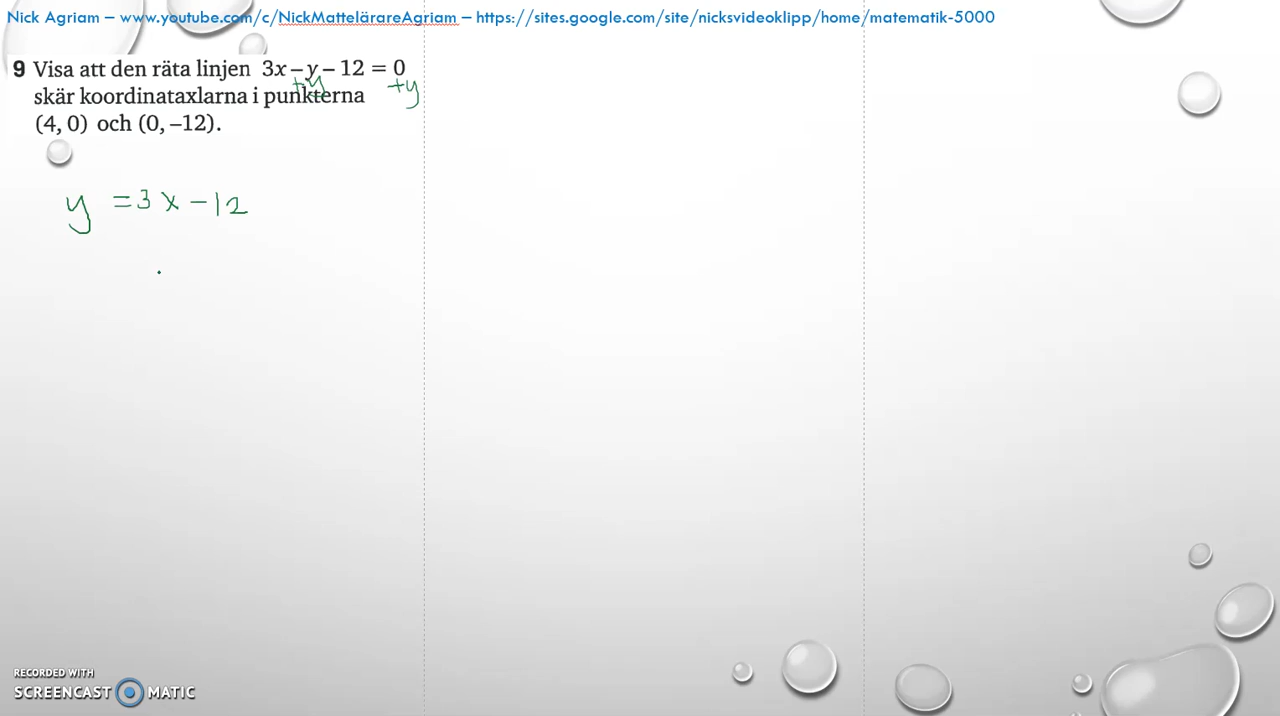 Nick Agriam – www.youtube.com/c/NickMattelärareAgriam – https://sites.google.com/site/nicksvideoklipp/home/matematik-5000
9 Visa att den räta linjen 3x – y – 12 = 0
+y +y
skär koordinataxlarna i punkterna
(4, 0) och (0, –12).
y = 3x – 12
RECORDED WITH
SCREENCAST MATIC